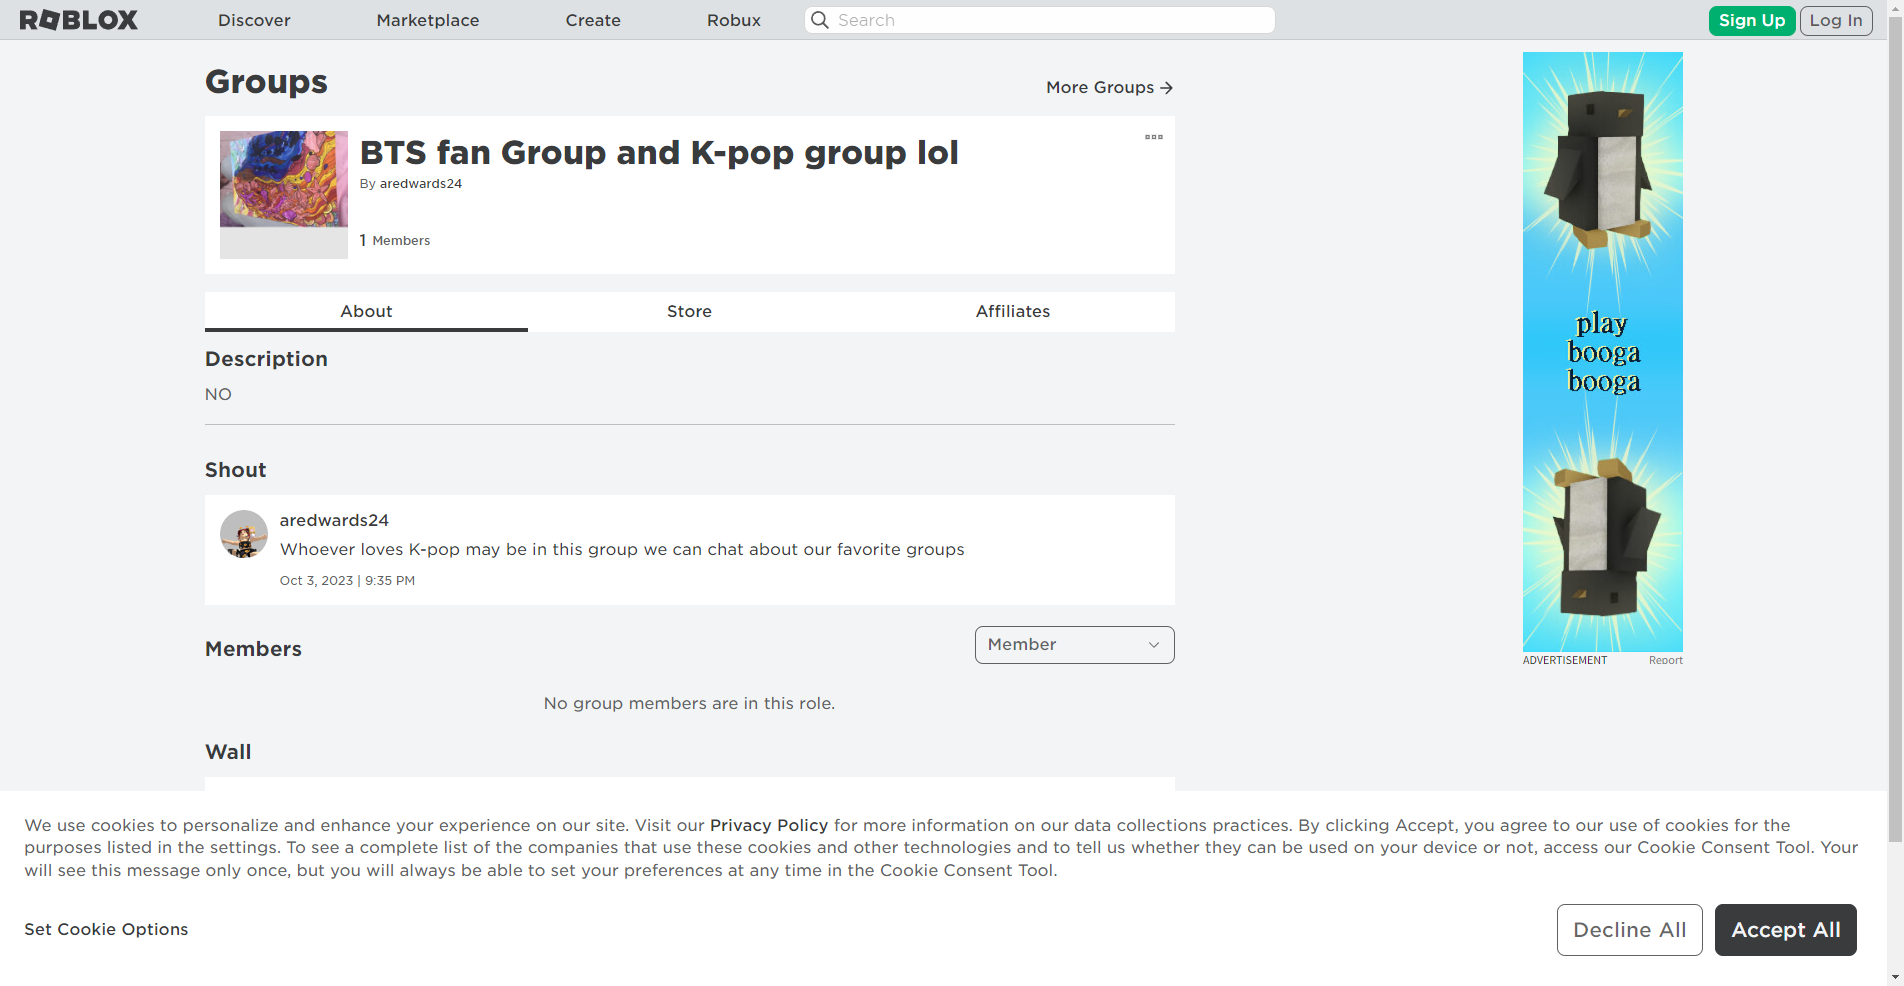 ROBLOX
Discover
Marketplace
Create
Robux
Search
Sign Up
Log In
Groups
More Groups
BTS fan Group and K-pop group lol
By aredwards24
1 Members
About
Store
Affiliates
Description
NO
Shout
aredwards24
Whoever loves K-pop may be in this group we can chat about our favorite groups
Oct 3, 2023 | 9:35 PM
Members
Member
No group members are in this role.
Wall
play
booga
booga
ADVERTISEMENT
Report
We use cookies to personalize and enhance your experience on our site. Visit our Privacy Policy for more information on our data collections practices. By clicking Accept, you agree to our use of cookies for the
purposes listed in the settings. To see a complete list of the companies that use these cookies and other technologies and to tell us whether they can be used on your device or not, access our Cookie Consent Tool. Your
will see this message only once, but you will always be able to set your preferences at any time in the Cookie Consent Tool.
Set Cookie Options
Decline All
Accept All